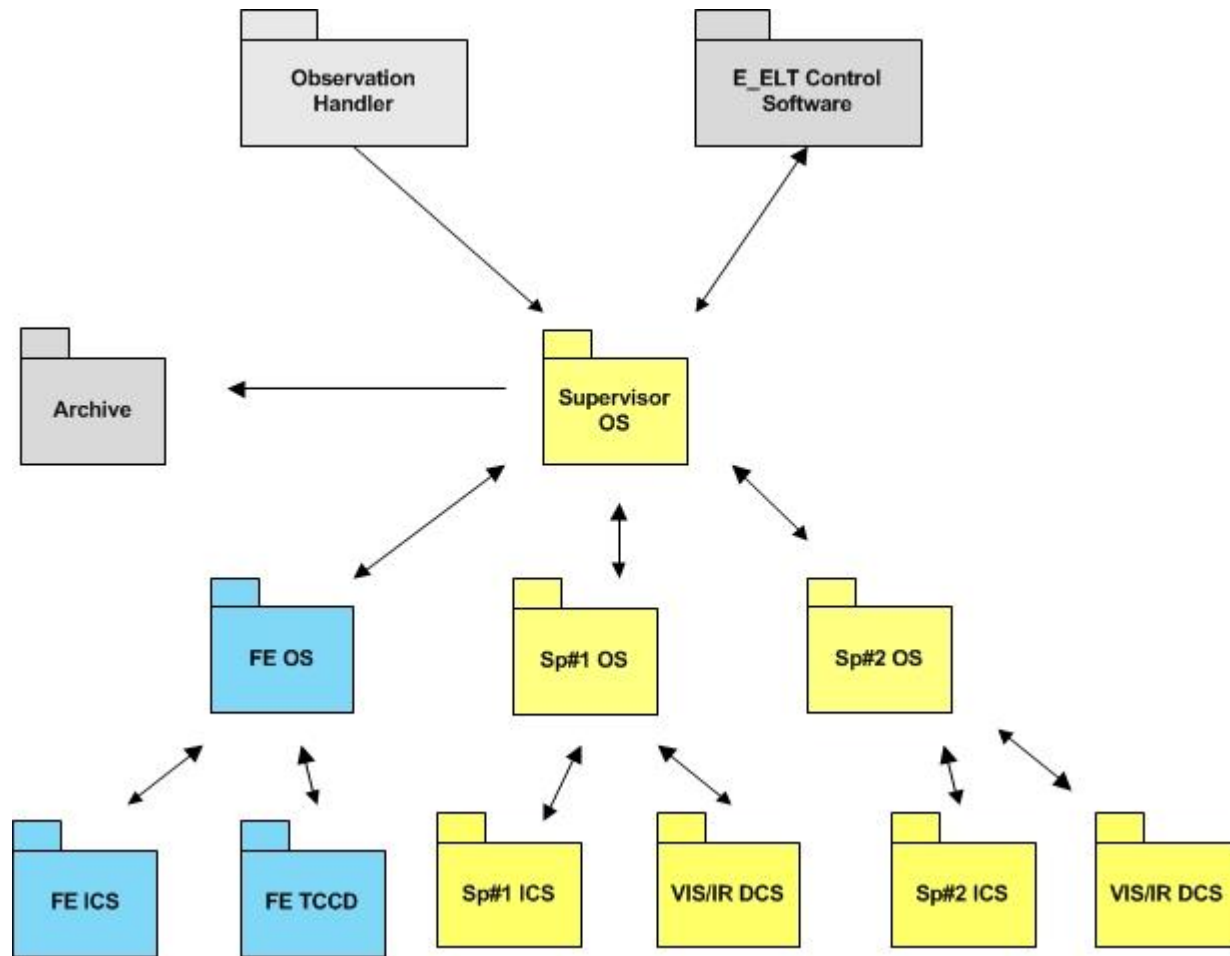 Observation
Handler
E_ELT Control
Software
Archive
Supervisor
OS
FE OS
Sp#1 OS
Sp#2 OS
FE ICS
FE TCCD
Sp#1 ICS
VIS/IR DCS
Sp#2 ICS
VIS/IR DCS